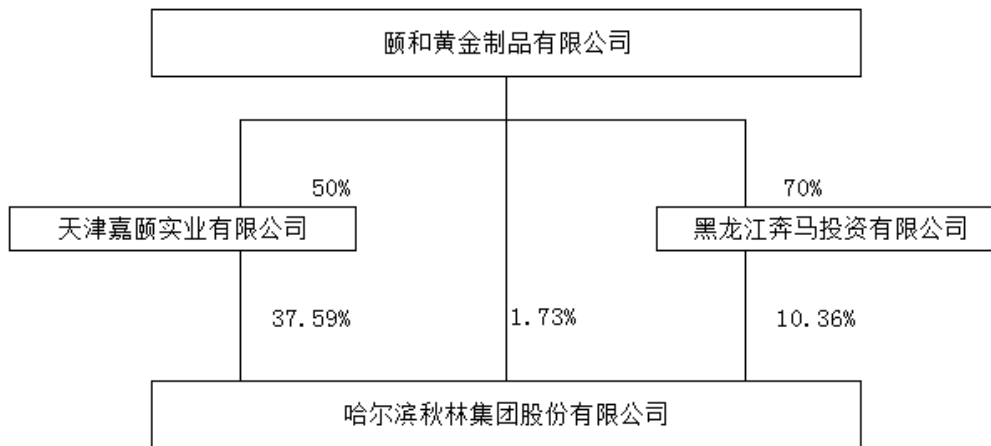 颐和黄金制品有限公司
50%
70%
天津嘉颐实业有限公司
黑龙江奔马投资有限公司
37.59%
1.73%
10.36%
哈尔滨秋林集团股份有限公司